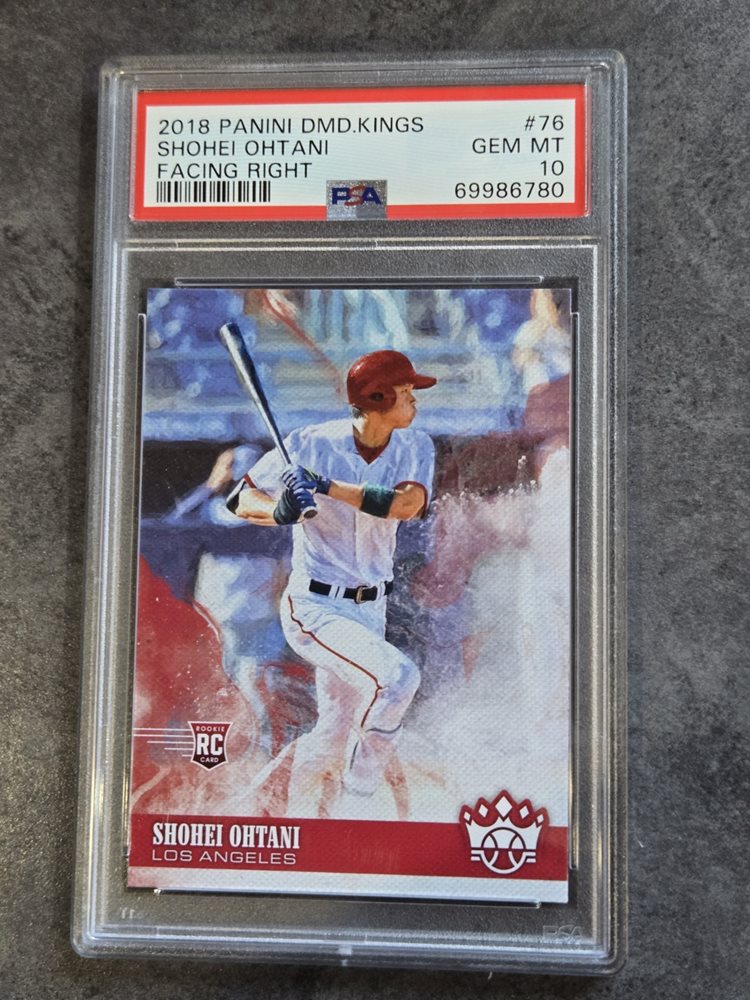 2018 PANINI DMD.KINGS #76
SHOHEI OHTANI GEM MT
FACING RIGHT 10
PSA 69986780
ROOKIE
RC
CARD
SHOHEI OHTANI
LOS ANGELES
PSA